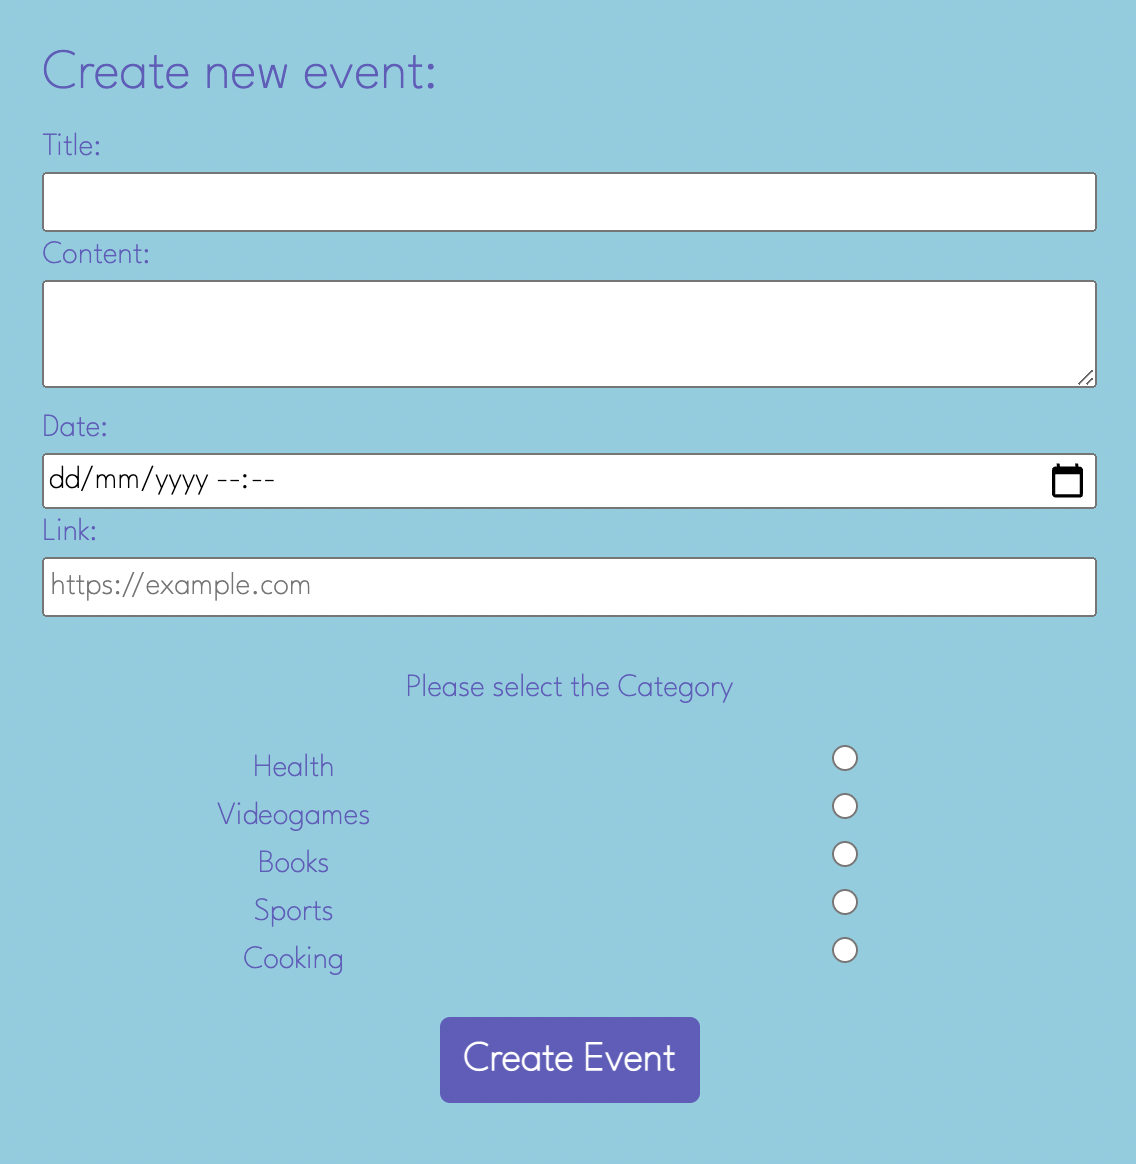 Create new event:
Title:
Content:
Date:
dd/mm/yyyy --:--
Link:
https://example.com
Please select the Category
Health
Videogames
Books
Sports
Cooking
Create Event